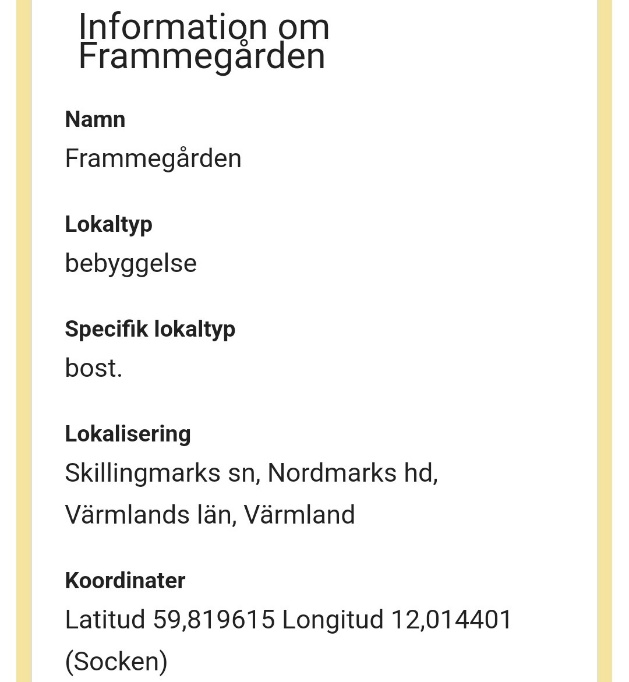 Information om
Frammegården
Namn
Frammegården
Lokaltyp
bebyggelse
Specifik lokaltyp
bost.
Lokalisering
Skillingmarks sn, Nordmarks hd,
Värmlands län, Värmland
Koordinater
Latitud 59,819615 Longitud 12,014401
(Socken)